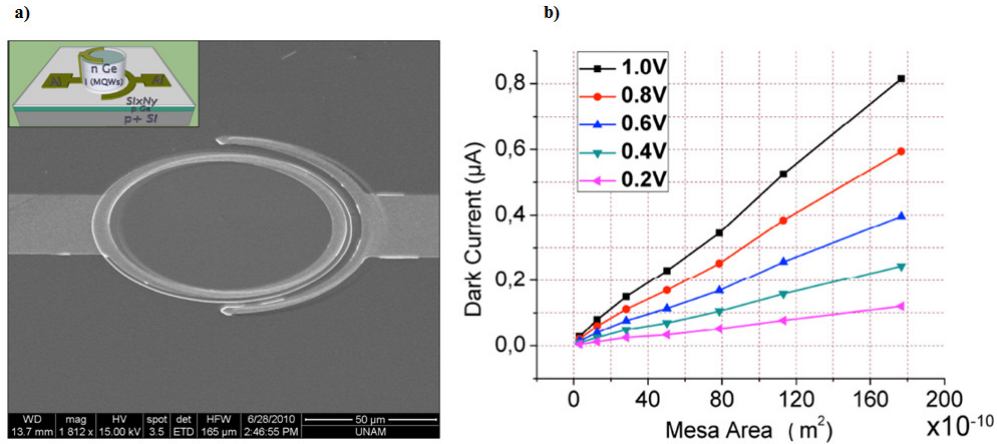 a)
b)
n Ge
I (MQWs)
Al
Al
SixNy
p Ge
p+ Si
WD mag HV spot det HFW 6/28/2010 50 µm
13.7 mm 1 812 x 15.00 kV 3.5 ETD 165 µm 2:46:55 PM UNAM
1.0V
0.8V
0.6V
0.4V
0.2V
Dark Current (µA)
0,8
0,6
0,4
0,2
0,0
0 40 80 120 160 200
Mesa Area ( m²) x10⁻¹⁰